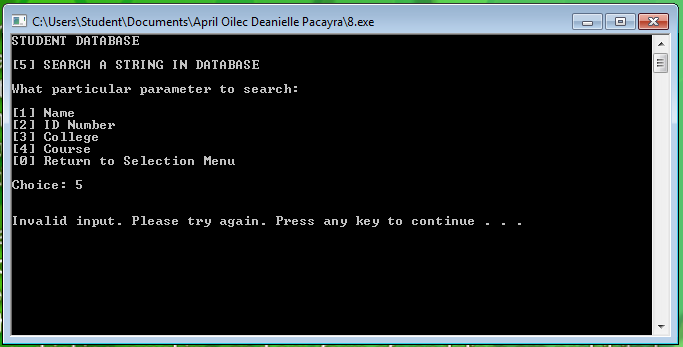 C:\Users\Student\Documents\April Oilec Deanielle Pacayra\8.exe
STUDENT DATABASE
[5] SEARCH A STRING IN DATABASE
What particular parameter to search:
[1] Name
[2] ID Number
[3] College
[4] Course
[0] Return to Selection Menu
Choice: 5
Invalid input. Please try again. Press any key to continue . . .